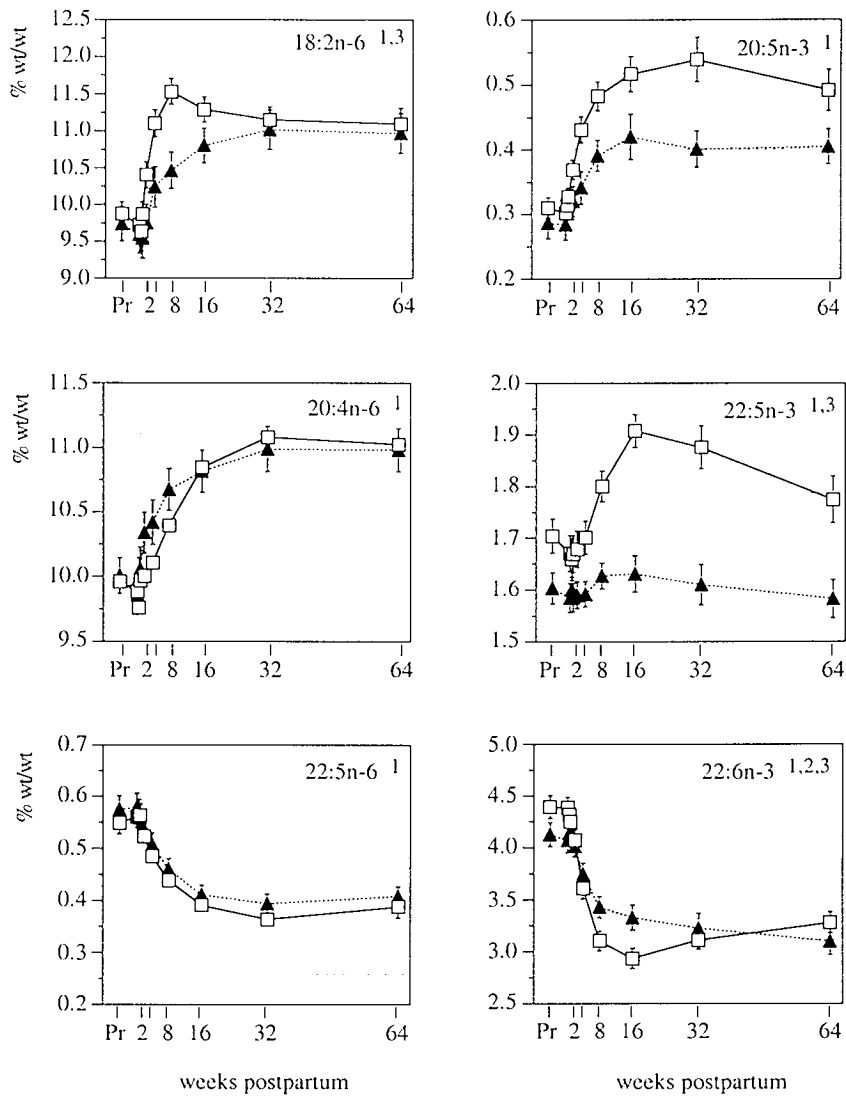 % wt/wt
12.5
12.0
11.5
11.0
10.5
10.0
9.5
9.0
18:2n-6 1,3
Pr 2 8 16 32 64
0.6
0.5
0.4
0.3
0.2
20:5n-3 1
Pr 2 8 16 32 64
% wt/wt
11.5
11.0
10.5
10.0
9.5
20:4n-6 1
Pr 2 8 16 32 64
2.0
1.9
1.8
1.7
1.6
1.5
22:5n-3 1,3
Pr 2 8 16 32 64
% wt/wt
0.7
0.6
0.5
0.4
0.3
0.2
22:5n-6 1
Pr 2 8 16 32 64
weeks postpartum
5.0
4.5
4.0
3.5
3.0
2.5
22:6n-3 1,2,3
Pr 2 8 16 32 64
weeks postpartum